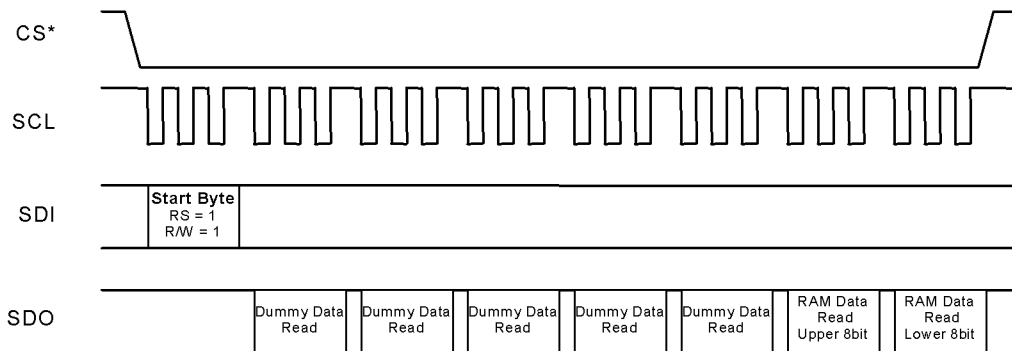 CS*
SCL
SDI
Start Byte
RS = 1
R/W = 1
SDO
Dummy Data
Read
Dummy Data
Read
Dummy Data
Read
Dummy Data
Read
Dummy Data
Read
RAM Data
Read
Upper 8bit
RAM Data
Read
Lower 8bit